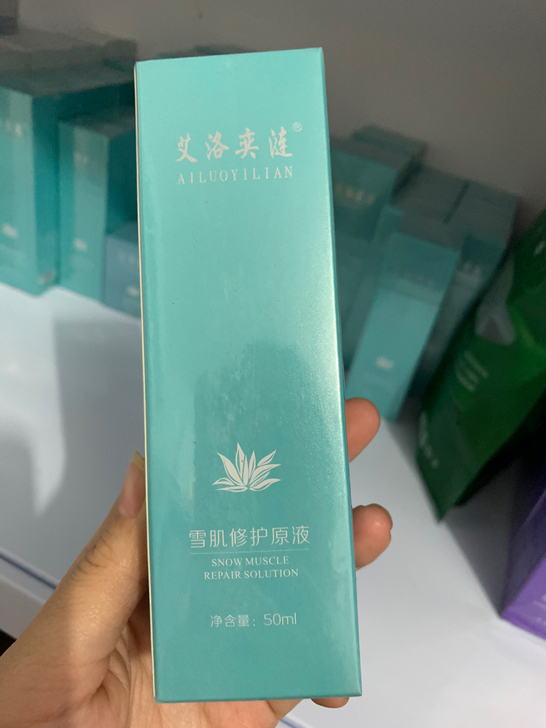 艾洛奕涟®
AILUOYILIAN
雪肌修护原液
SNOW MUSCLE
REPAIR SOLUTION
净含量：50ml